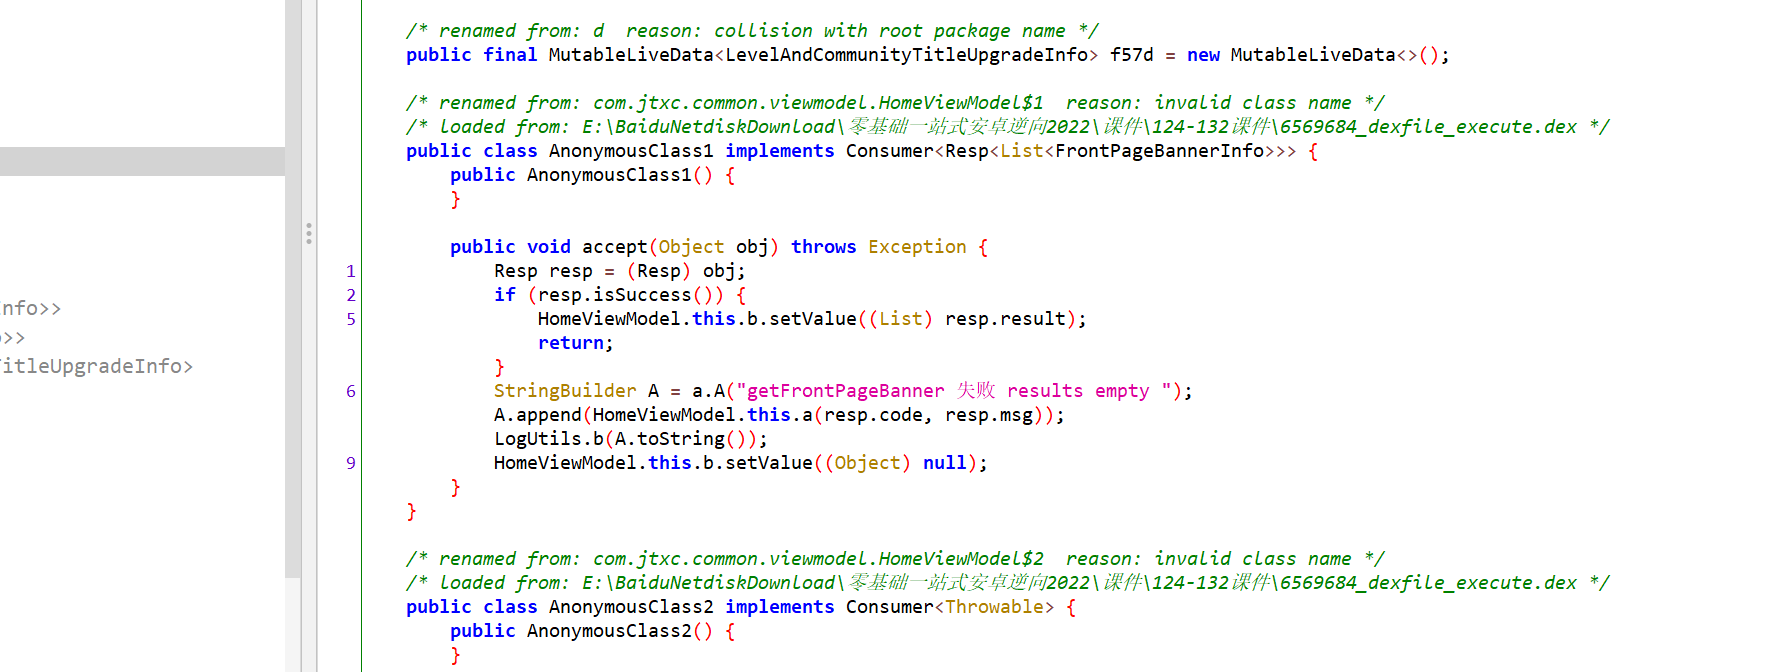 /* renamed from: d  reason: collision with root package name */
public final MutableLiveData<LevelAndCommunityTitleUpgradeInfo> f57d = new MutableLiveData<>();
/* renamed from: com.jtxc.common.viewmodel.HomeViewModel$1  reason: invalid class name */
/* loaded from: E:\BaiduNetdiskDownload\零基础一站式安卓逆向2022\课件\124-132课件\6569684_dexfile_execute.dex */
public class AnonymousClass1 implements Consumer<Resp<List<FrontPageBannerInfo>>> {
public AnonymousClass1() {
}
public void accept(Object obj) throws Exception {
1 Resp resp = (Resp) obj;
2 if (resp.isSuccess()) {
nfo>>
5 HomeViewModel.this.b.setValue((List) resp.result);
>>
return;
itleUpgradeInfo>
}
6 StringBuilder A = a.A("getFrontPageBanner 失败 results empty ");
A.append(HomeViewModel.this.a(resp.code, resp.msg));
LogUtils.b(A.toString());
9 HomeViewModel.this.b.setValue((Object) null);
}
}
/* renamed from: com.jtxc.common.viewmodel.HomeViewModel$2  reason: invalid class name */
/* loaded from: E:\BaiduNetdiskDownload\零基础一站式安卓逆向2022\课件\124-132课件\6569684_dexfile_execute.dex */
public class AnonymousClass2 implements Consumer<Throwable> {
public AnonymousClass2() {
}